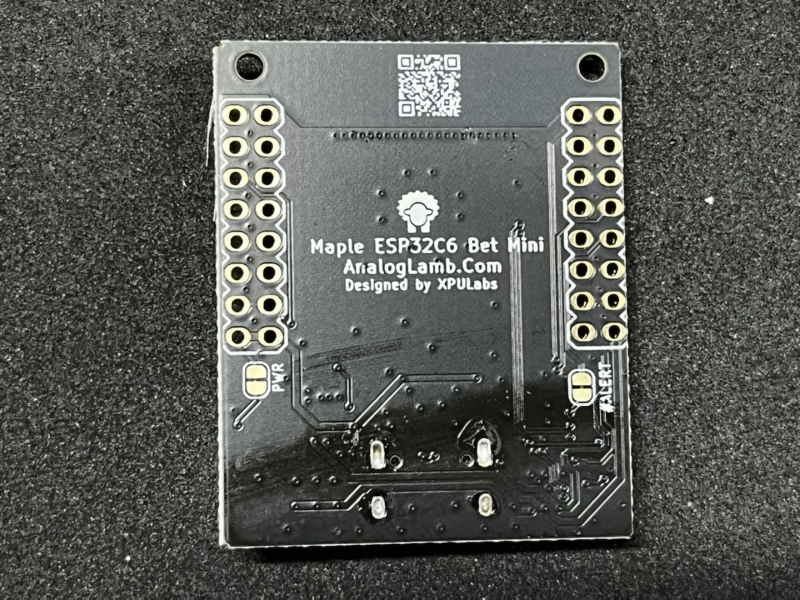 Maple ESP32C6 Bet Mini
AnalogLamb.Com
Designed by XPULabs
PWR
#ALERT